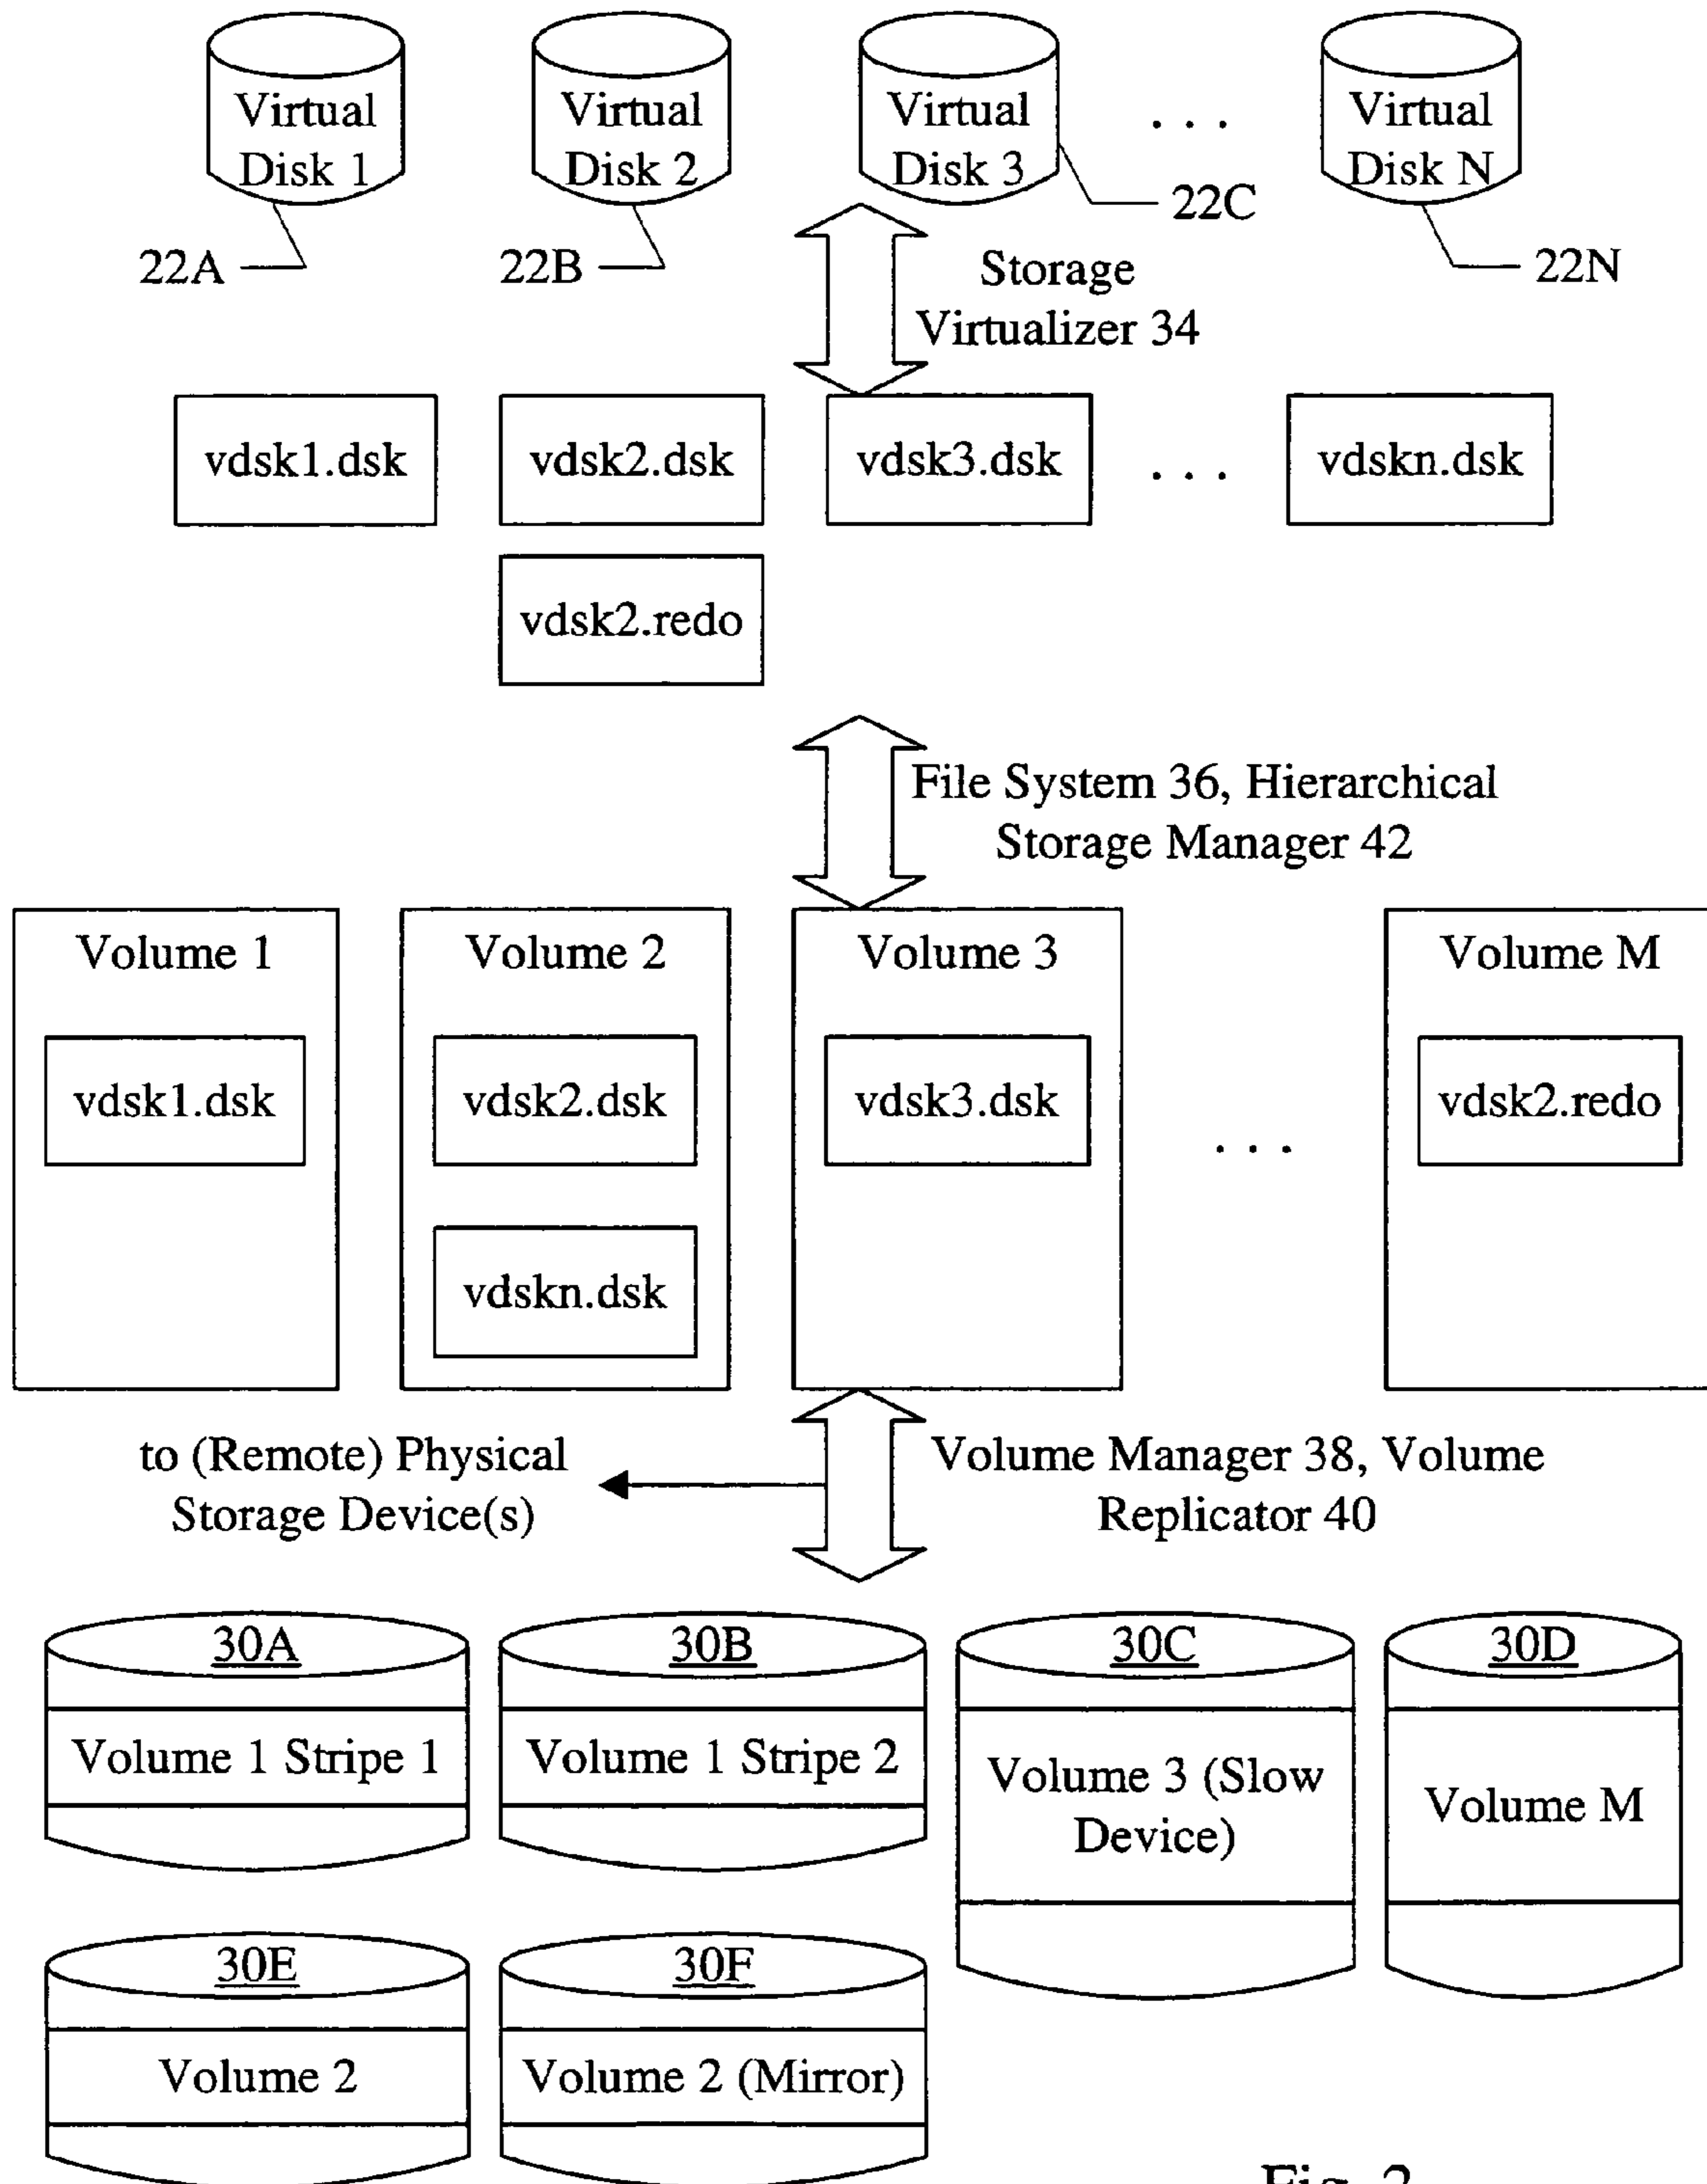 Virtual
Disk 1
Virtual
Disk 2
Virtual
Disk 3
. . .
Virtual
Disk N
22A
22B
22C
22N
Storage
Virtualizer 34
vdsk1.dsk
vdsk2.dsk
vdsk3.dsk
. . .
vdskn.dsk
vdsk2.redo
File System 36, Hierarchical
Storage Manager 42
Volume 1
vdsk1.dsk
Volume 2
vdsk2.dsk
vdskn.dsk
Volume 3
vdsk3.dsk
. . .
Volume M
vdsk2.redo
to (Remote) Physical
Storage Device(s)
Volume Manager 38, Volume
Replicator 40
30A
Volume 1 Stripe 1
30B
Volume 1 Stripe 2
30C
Volume 3 (Slow
Device)
30D
Volume M
30E
Volume 2
30F
Volume 2 (Mirror)
Fig. 2